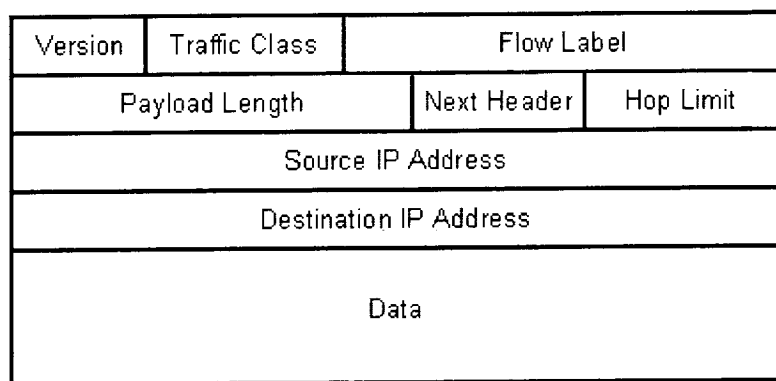 Version Traffic Class Flow Label
Payload Length Next Header Hop Limit
Source IP Address
Destination IP Address
Data